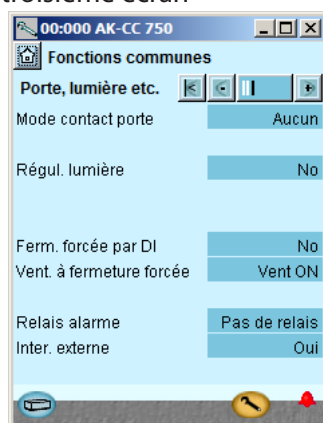 troisième écran
00:000 AK-CC 750
Fonctions communes
Porte, lumière etc.
Mode contact porte Aucun
Régul. lumière No
Ferm. forcée par DI No
Vent. à fermeture forcée Vent ON
Relais alarme Pas de relais
Inter. externe Oui